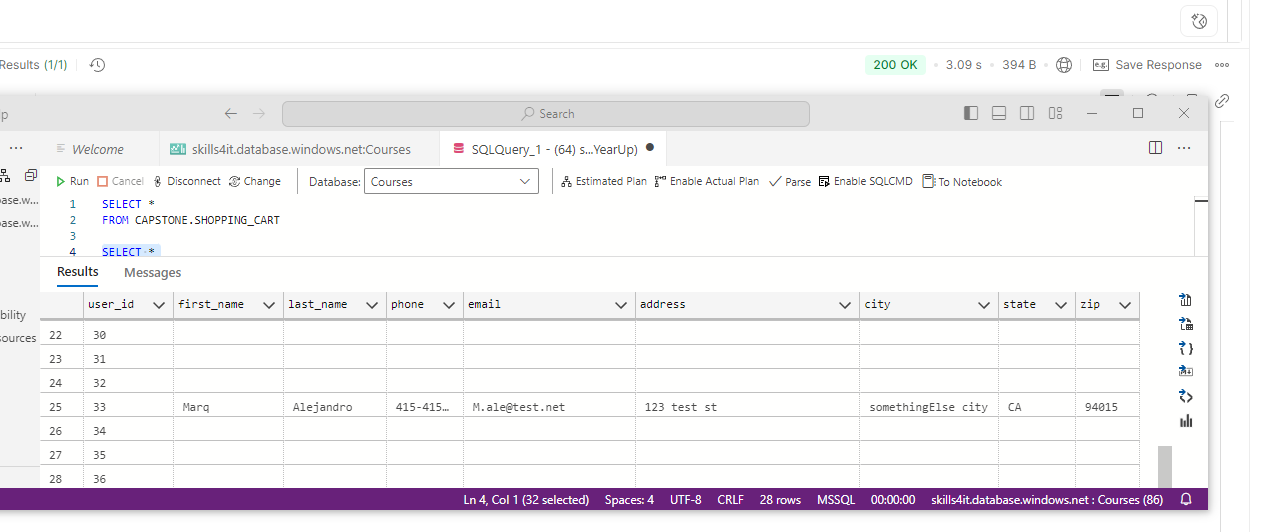 Results (1/1)
200 OK 3.09 s 394 B e.g. Save Response
Search
Welcome skills4it.database.windows.net:Courses SQLQuery_1 - (64) s...YearUp)
Run Cancel Disconnect Change Database: Courses Estimated Plan Enable Actual Plan Parse Enable SQLCMD To Notebook
ase.w...
ase.w...
1 SELECT *
2 FROM CAPSTONE.SHOPPING_CART
3
4 SELECT *
Results Messages
user_id first_name last_name phone email address city state zip
bility
sources
22 30
23 31
24 32
25 33 Marq Alejandro 415-415... M.ale@test.net 123 test st somethingElse city CA 94015
26 34
27 35
28 36
Ln 4, Col 1 (32 selected) Spaces: 4 UTF-8 CRLF 28 rows MSSQL 00:00:00 skills4it.database.windows.net : Courses (86)